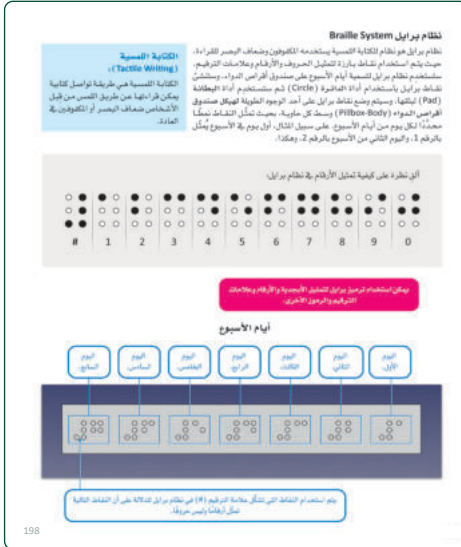 نظام برايل Braille System
نظام برايل هو نظام للكتابة اللمسية يستخدمه المكفوفون وضعاف البصر للقراءة،
حيث يتم استخدام نقاط بارزة لتمثيل الحروف والأرقام وعلامات الترقيم.
ستستخدم نظام برايل لتسمية أيام الأسبوع على صندوق أقراص الدواء، وستنشئ
نقاط برايل باستخدام أداة الدائرة (Circle) ثم ستستخدم أداة البطانة
(Pad) لبثقها، وسيتم وضع نقاط برايل على أحد الوجوه الطويلة لهيكل صندوق
أقراص الدواء (Pillbox-Body) وسط كل حاوية، بحيث تمثل النقاط نمطًا
محددًا لكل يوم من أيام الأسبوع. على سبيل المثال، أول يوم في الأسبوع يُمثَّل
بالرقم 1، واليوم الثاني من الأسبوع بالرقم 2، وهكذا.
الكتابة اللمسية
(Tactile Writing):
الكتابة اللمسية هي طريقة تواصل كتابية
يمكن قراءتها عن طريق اللمس من قبل
الأشخاص ضعاف البصر أو المكفوفين في
العادة.
ألق نظرة على كيفية تمثيل الأرقام في نظام برايل:
# 1 2 3 4 5 6 7 8 9 0
يمكن استخدام ترميز برايل لتمثيل الأبجدية والأرقام وعلامات
الترقيم والرموز الأخرى.
أيام الأسبوع
اليوم الأول.
اليوم الثاني.
اليوم الثالث.
اليوم الرابع.
اليوم الخامس.
اليوم السادس.
اليوم السابع.
يتم استخدام النقاط التي تشكّل علامة الترقيم (#) في نظام برايل للدلالة على أن النقاط التالية
تمثل أرقامًا وليس حروفًا.
198